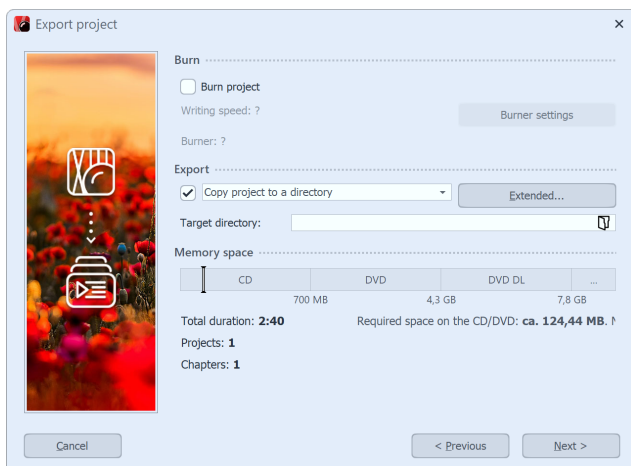 Export project
Burn
Burn project
Writing speed: ?
Burner settings
Burner: ?
Export
Copy project to a directory
Extended...
Target directory:
Memory space
CD DVD DVD DL ...
700 MB 4,3 GB 7,8 GB
Total duration: 2:40 Required space on the CD/DVD: ca. 124,44 MB.
Projects: 1
Chapters: 1
Cancel < Previous Next >